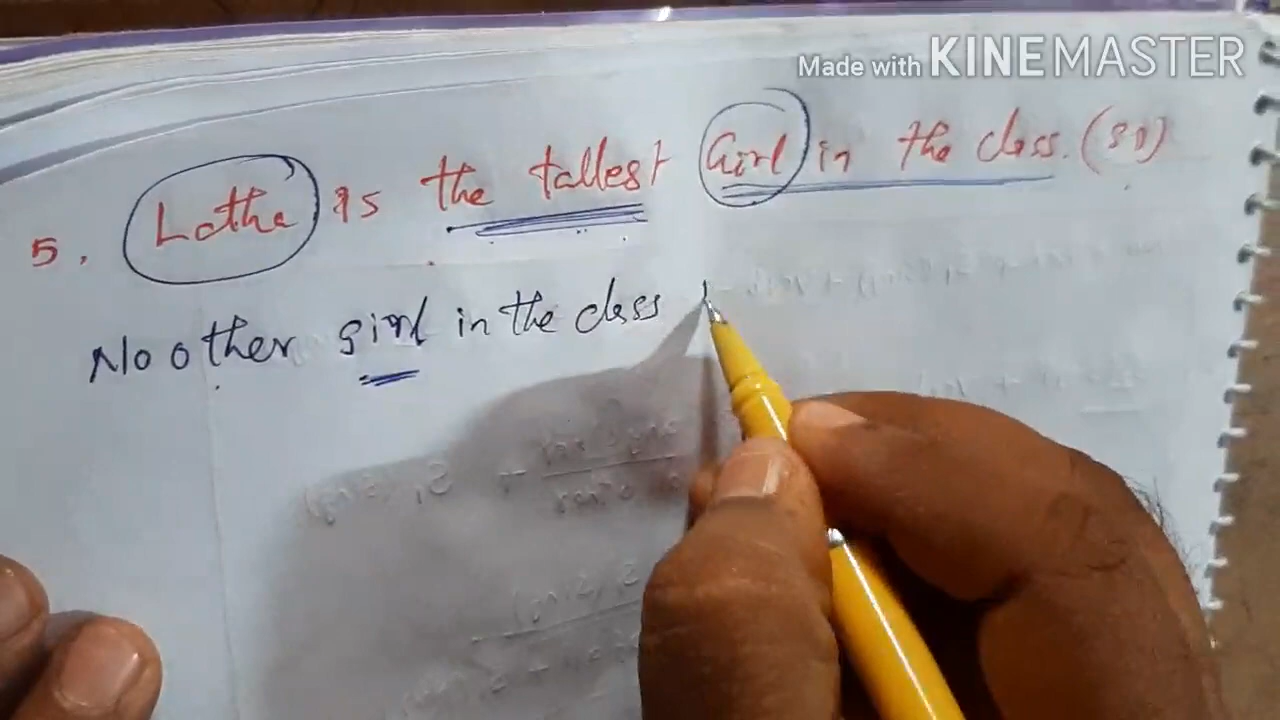 Made with KINEMASTER
5. Latha is the tallest Girl in the class. (SD)
No other girl in the class